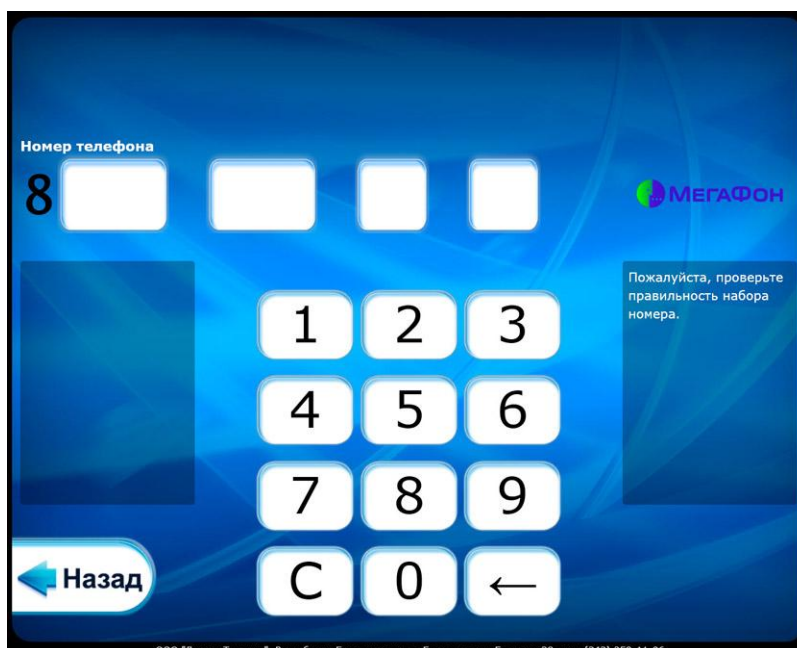 Номер телефона
8
МегаФон
Пожалуйста, проверьте
правильность набора
номера.
1 2 3
4 5 6
7 8 9
Назад
C 0 ←